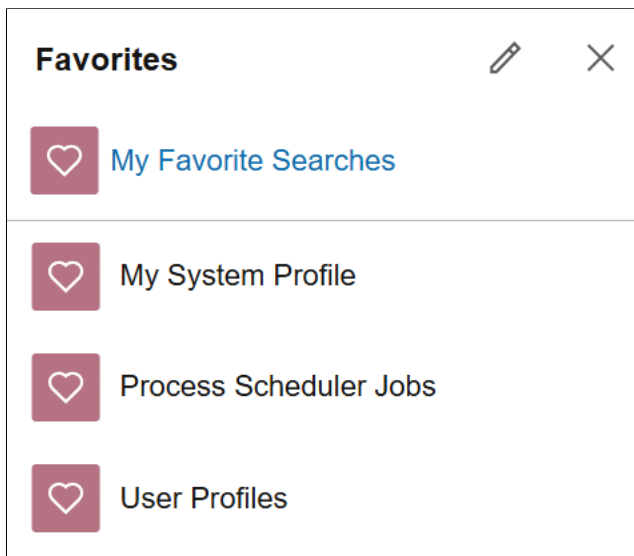 Favorites
My Favorite Searches
My System Profile
Process Scheduler Jobs
User Profiles